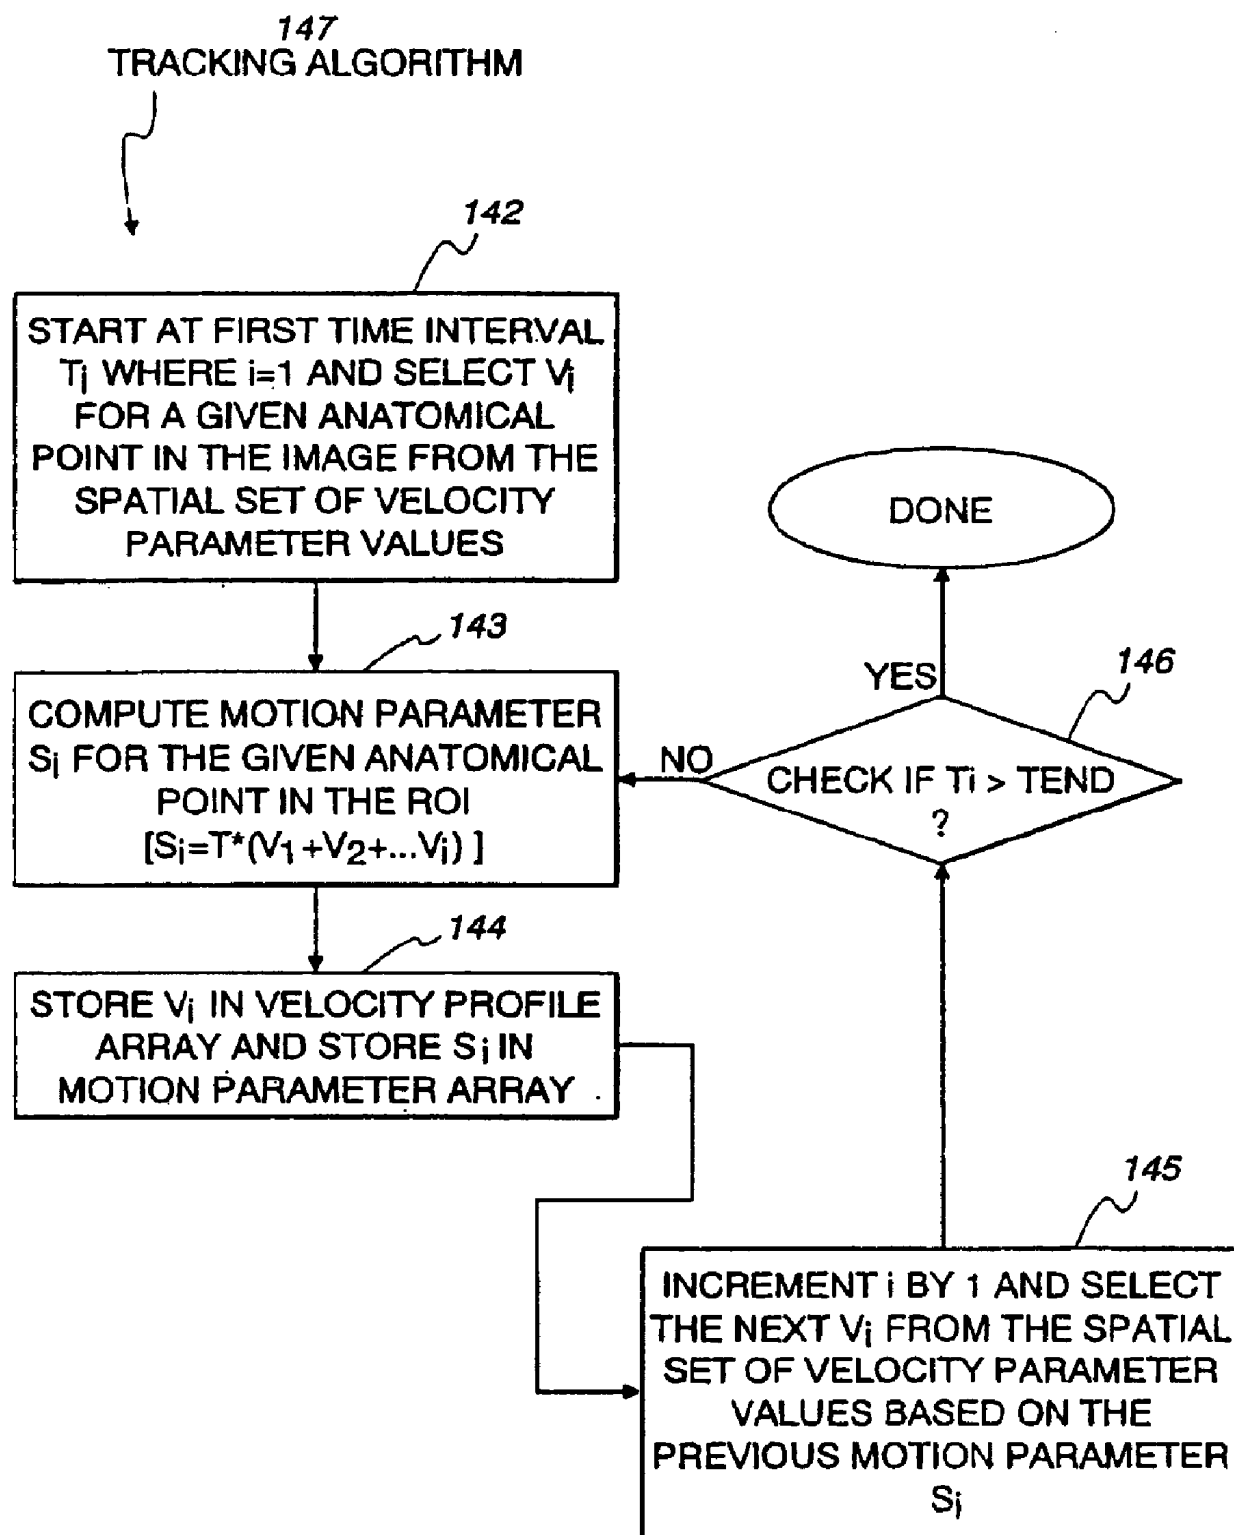 147
TRACKING ALGORITHM
142
START AT FIRST TIME INTERVAL
Ti WHERE i=1 AND SELECT Vi
FOR A GIVEN ANATOMICAL
POINT IN THE IMAGE FROM THE
SPATIAL SET OF VELOCITY
PARAMETER VALUES
143
COMPUTE MOTION PARAMETER
Si FOR THE GIVEN ANATOMICAL
POINT IN THE ROI
[Si=T*(V1+V2+...Vi) ]
144
STORE Vi IN VELOCITY PROFILE
ARRAY AND STORE Si IN
MOTION PARAMETER ARRAY
145
INCREMENT i BY 1 AND SELECT
THE NEXT Vi FROM THE SPATIAL
SET OF VELOCITY PARAMETER
VALUES BASED ON THE
PREVIOUS MOTION PARAMETER
Si
146
CHECK IF Ti > TEND
?
NO
YES
DONE